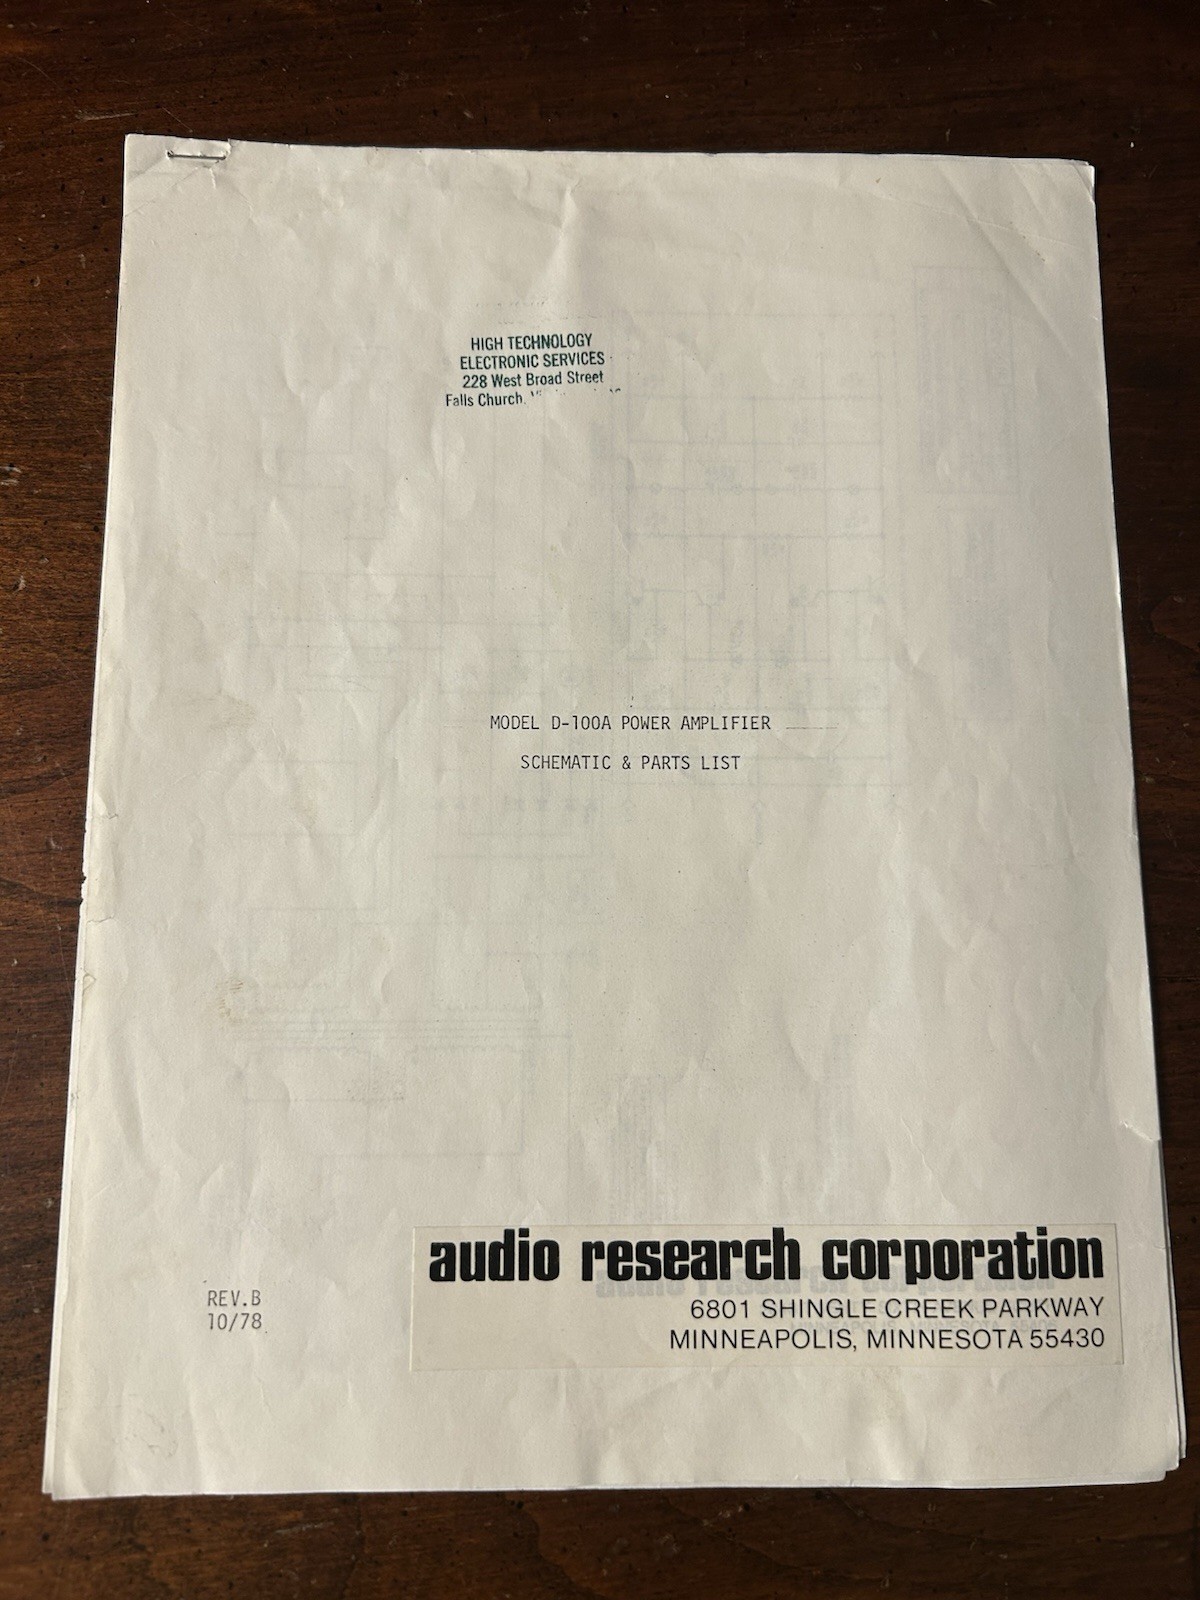 HIGH TECHNOLOGY
ELECTRONIC SERVICES
228 West Broad Street
Falls Church,
MODEL D-100A POWER AMPLIFIER
SCHEMATIC & PARTS LIST
REV.B
10/78
audio research corporation
6801 SHINGLE CREEK PARKWAY
MINNEAPOLIS, MINNESOTA 55430